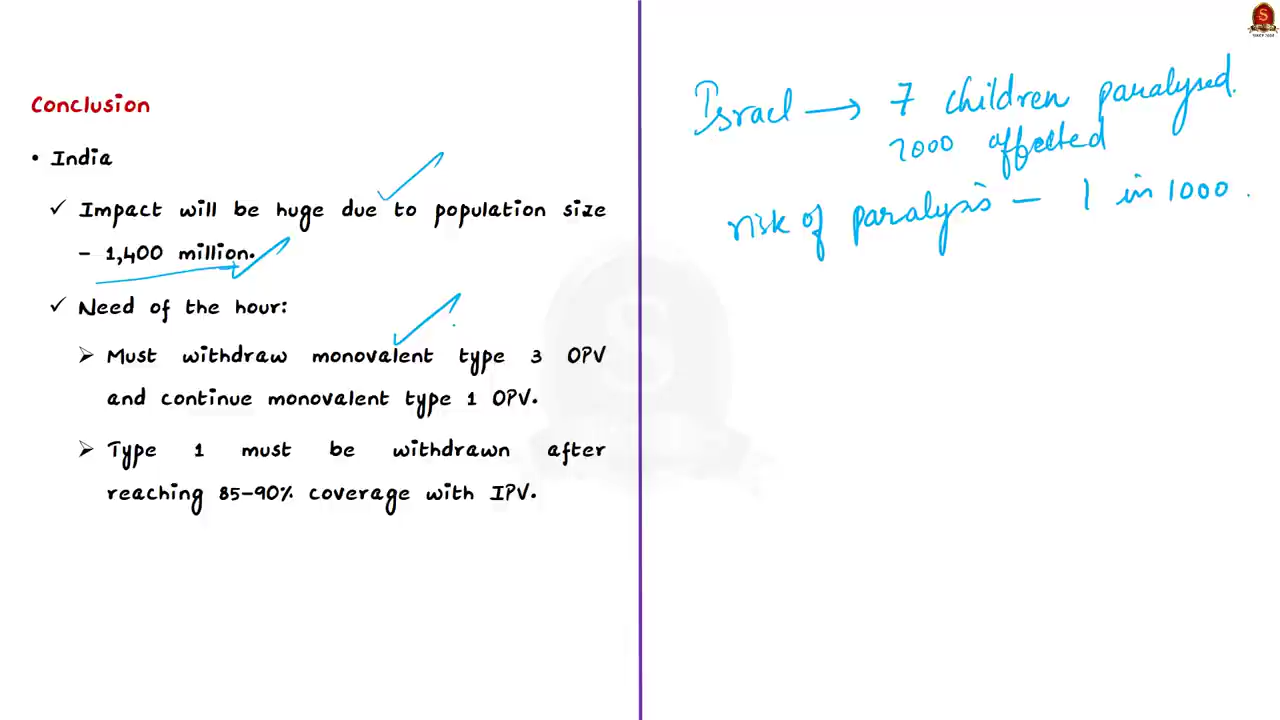 Conclusion
• India
✓ Impact will be huge due to population size
- 1,400 million.
✓ Need of the hour:
➢ Must withdraw monovalent type 3 OPV
and continue monovalent type 1 OPV.
➢ Type 1 must be withdrawn after
reaching 85-90% coverage with IPV.
Israel → 7 children paralysed.
7000 affected
risk of paralysis - 1 in 1000.
S